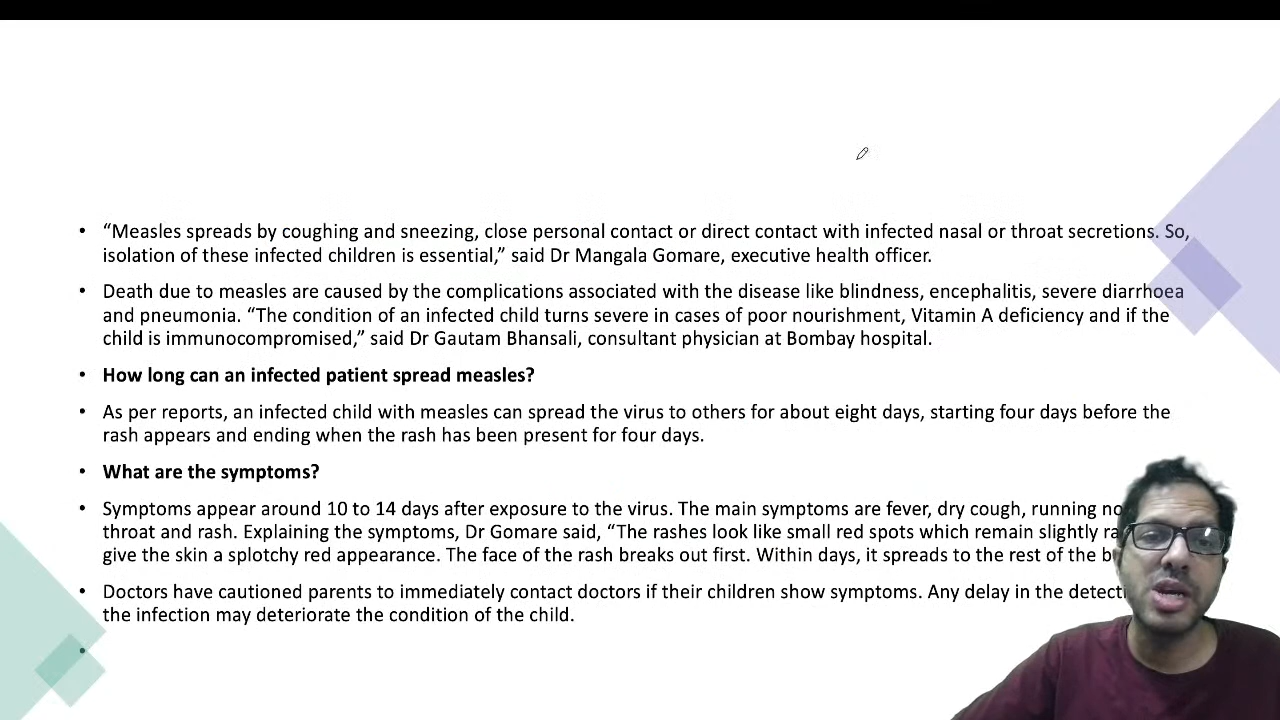 • “Measles spreads by coughing and sneezing, close personal contact or direct contact with infected nasal or throat secretions. So,
isolation of these infected children is essential,” said Dr Mangala Gomare, executive health officer.
• Death due to measles are caused by the complications associated with the disease like blindness, encephalitis, severe diarrhoea
and pneumonia. “The condition of an infected child turns severe in cases of poor nourishment, Vitamin A deficiency and if the
child is immunocompromised,” said Dr Gautam Bhansali, consultant physician at Bombay hospital.
• How long can an infected patient spread measles?
• As per reports, an infected child with measles can spread the virus to others for about eight days, starting four days before the
rash appears and ending when the rash has been present for four days.
• What are the symptoms?
• Symptoms appear around 10 to 14 days after exposure to the virus. The main symptoms are fever, dry cough, running
throat and rash. Explaining the symptoms, Dr Gomare said, “The rashes look like small red spots which remain slightly
give the skin a splotchy red appearance. The face of the rash breaks out first. Within days, it spreads to the rest of the
• Doctors have cautioned parents to immediately contact doctors if their children show symptoms. Any delay in the
the infection may deteriorate the condition of the child.
•